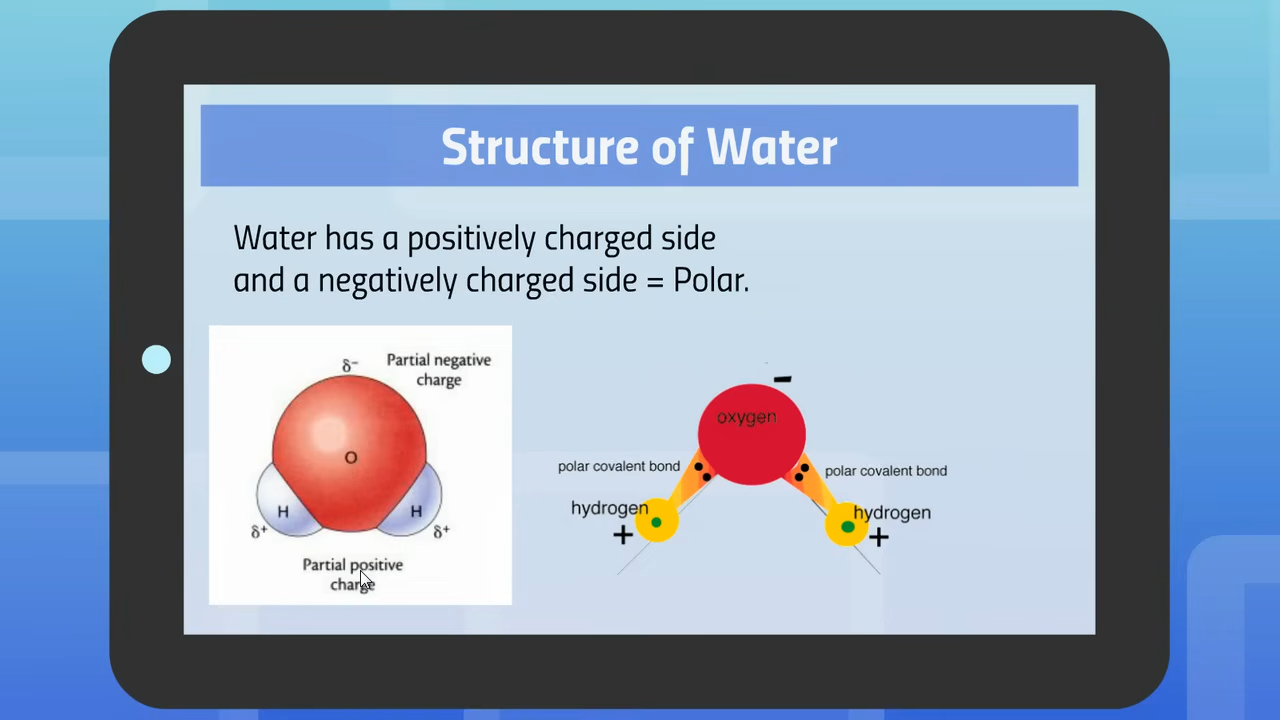 Structure of Water
Water has a positively charged side
and a negatively charged side = Polar.
δ⁻
Partial negative
charge
O
H
H
δ⁺
δ⁺
Partial positive
charge
-
oxygen
polar covalent bond
polar covalent bond
hydrogen
hydrogen
+
+